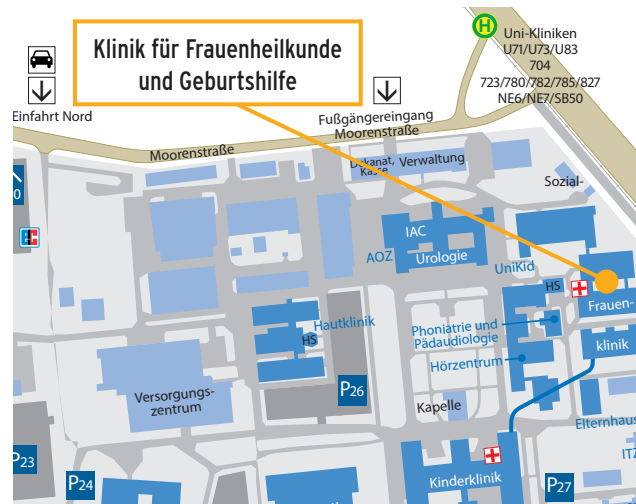 Klinik für Frauenheilkunde
und Geburtshilfe
H
Uni-Kliniken
U71/U73/U83
704
723/780/782/785/827
NE6/NE7/SB50
Einfahrt Nord
Fußgängereingang
Moorenstraße
Moorenstraße
Dekanat,
Kasse
Verwaltung
Sozial-
IAC
AOZ
Urologie
UniKid
HS
Frauen-
klinik
Hautklinik
HS
Phoniatrie und
Pädaudiologie
Hörzentrum
Versorgungs-
zentrum
P26
Kapelle
Elternhaus
ITZ
P23
P24
Kinderklinik
P27